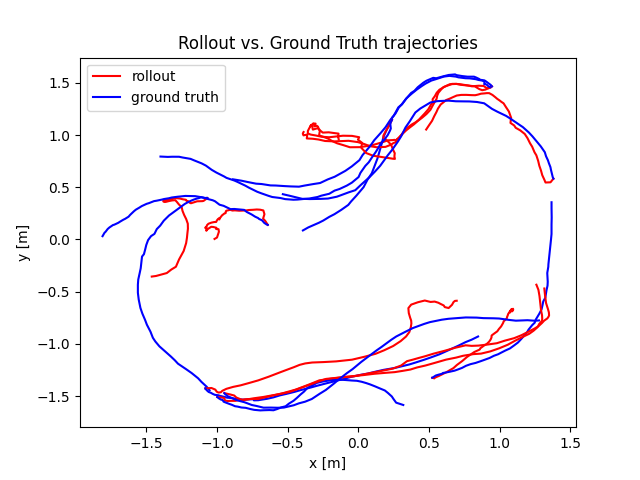 Rollout vs. Ground Truth trajectories
rollout
ground truth
1.5
1.0
0.5
0.0
−0.5
−1.0
−1.5
y [m]
−1.5 −1.0 −0.5 0.0 0.5 1.0 1.5
x [m]